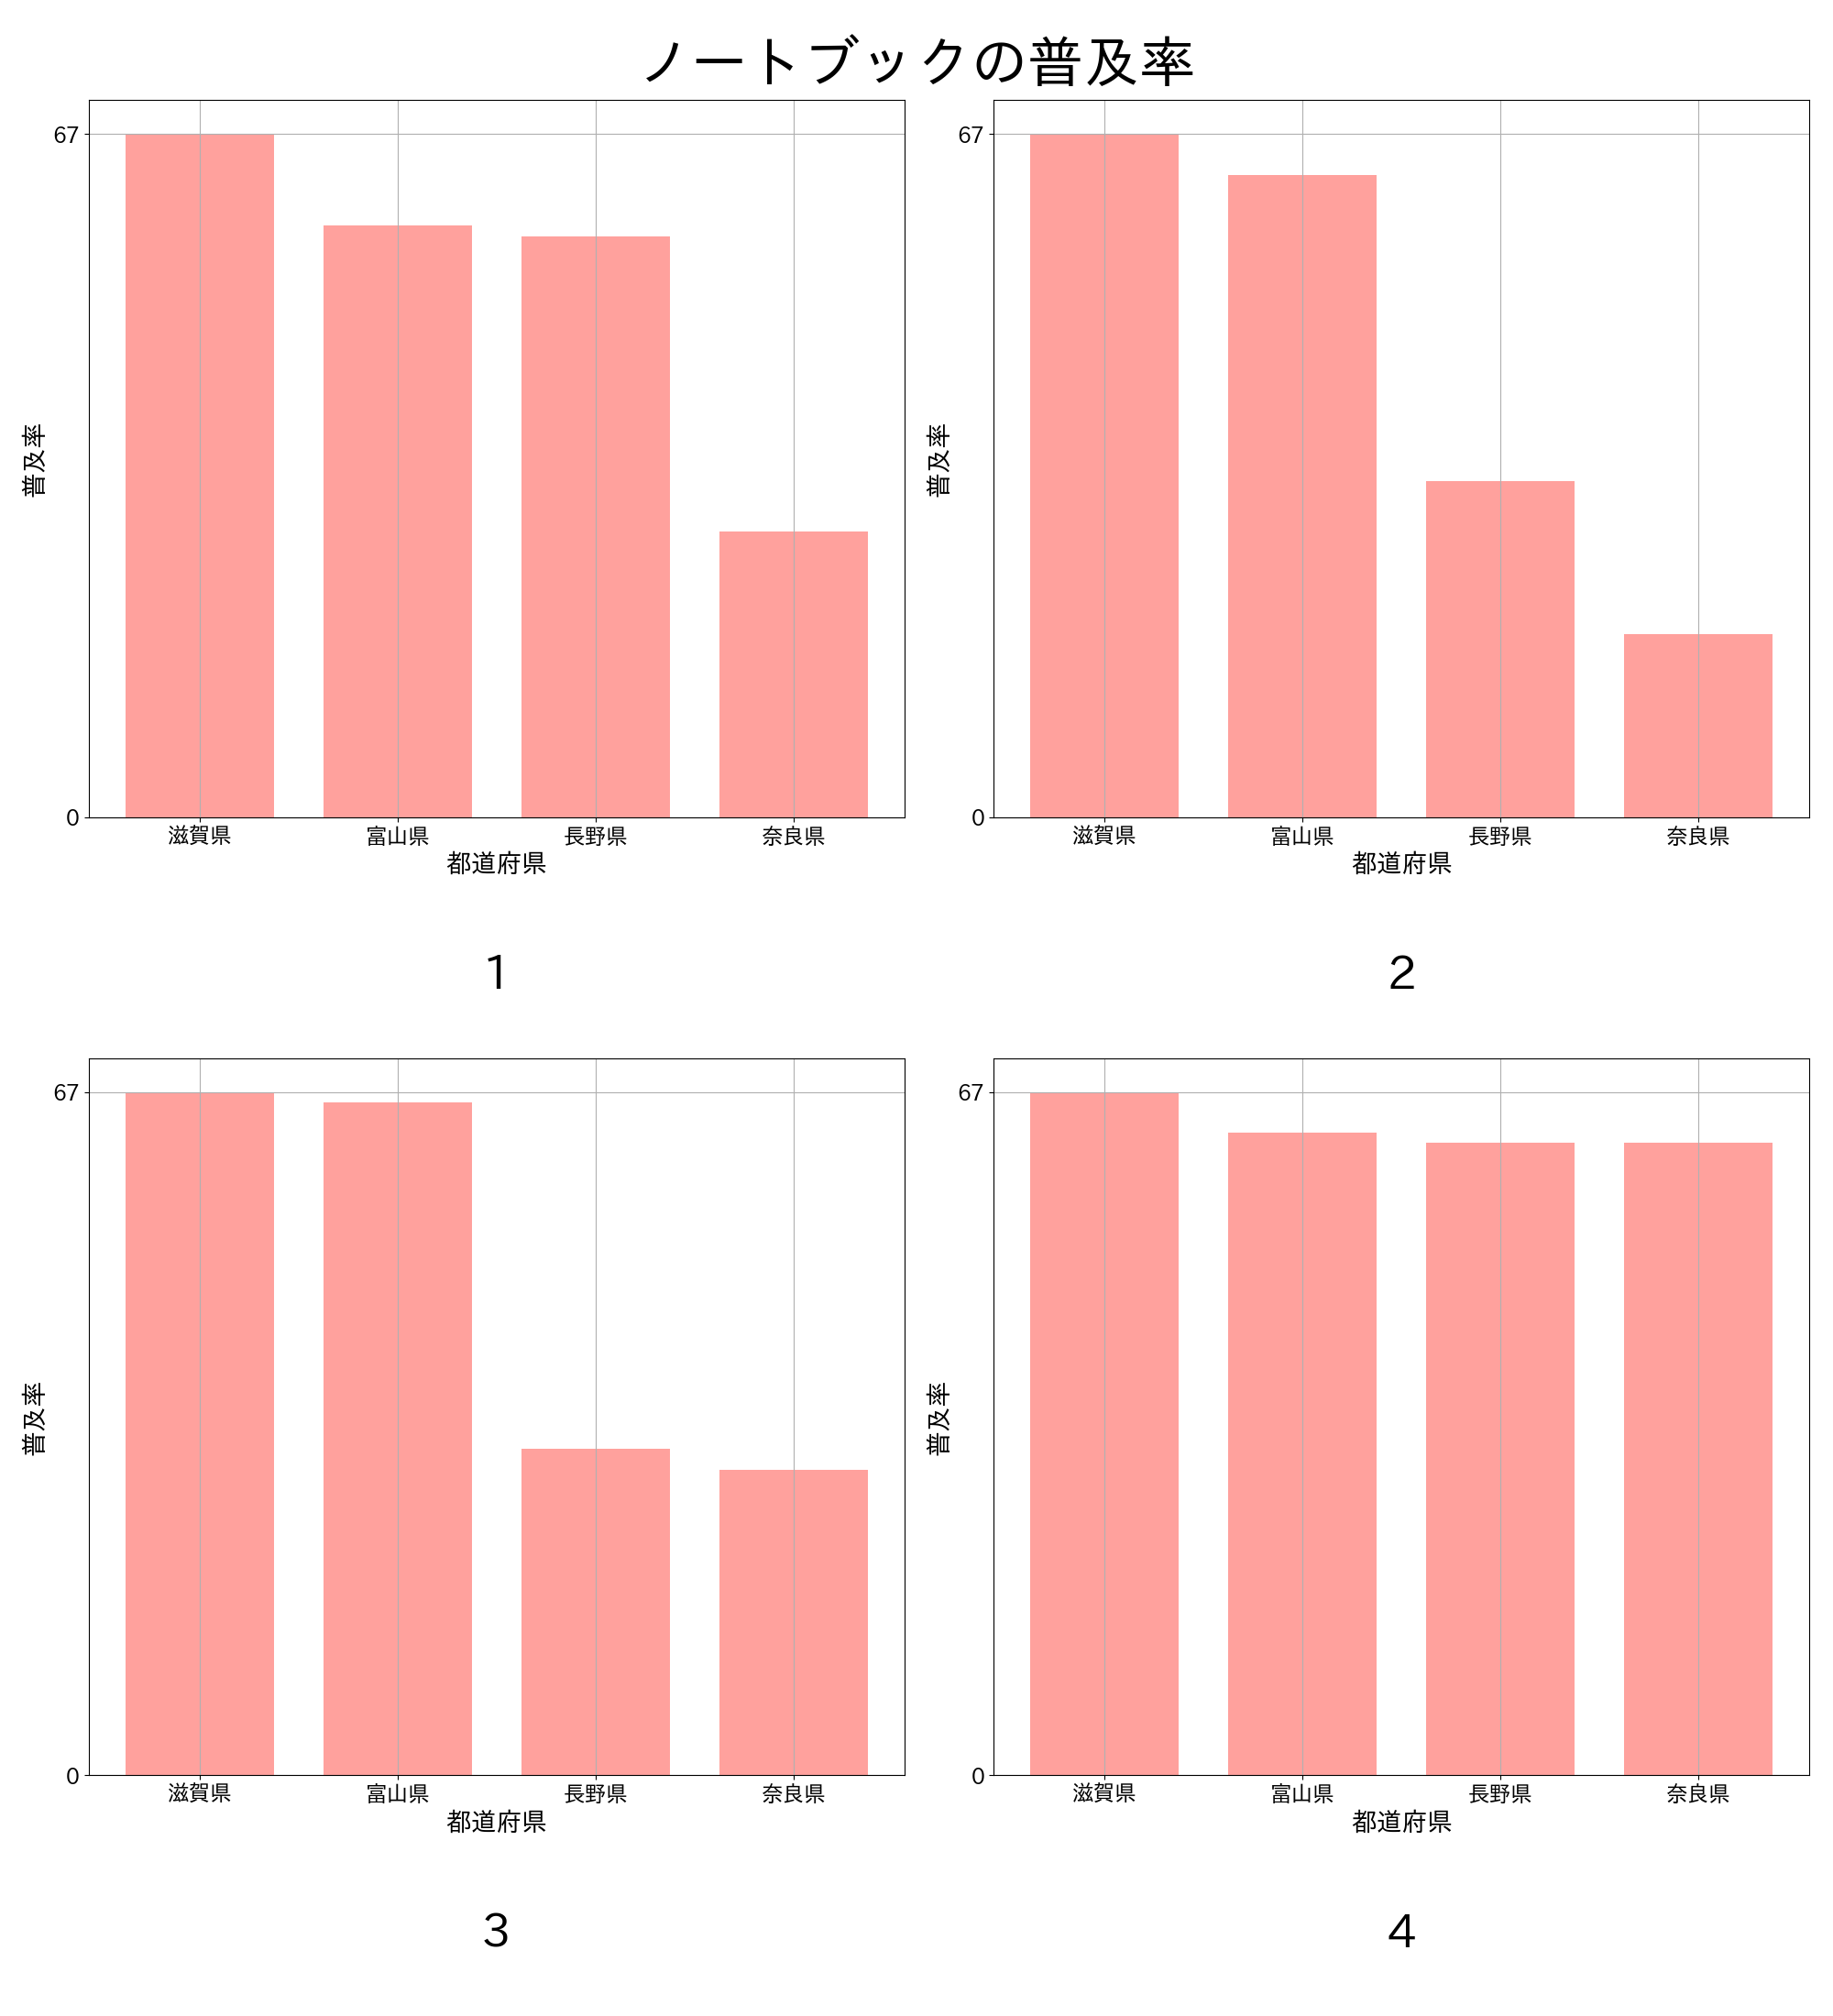 ノートブックの普及率
67
0
普及率
滋賀県 富山県 長野県 奈良県
都道府県
1
67
0
普及率
滋賀県 富山県 長野県 奈良県
都道府県
2
67
0
普及率
滋賀県 富山県 長野県 奈良県
都道府県
3
67
0
普及率
滋賀県 富山県 長野県 奈良県
都道府県
4